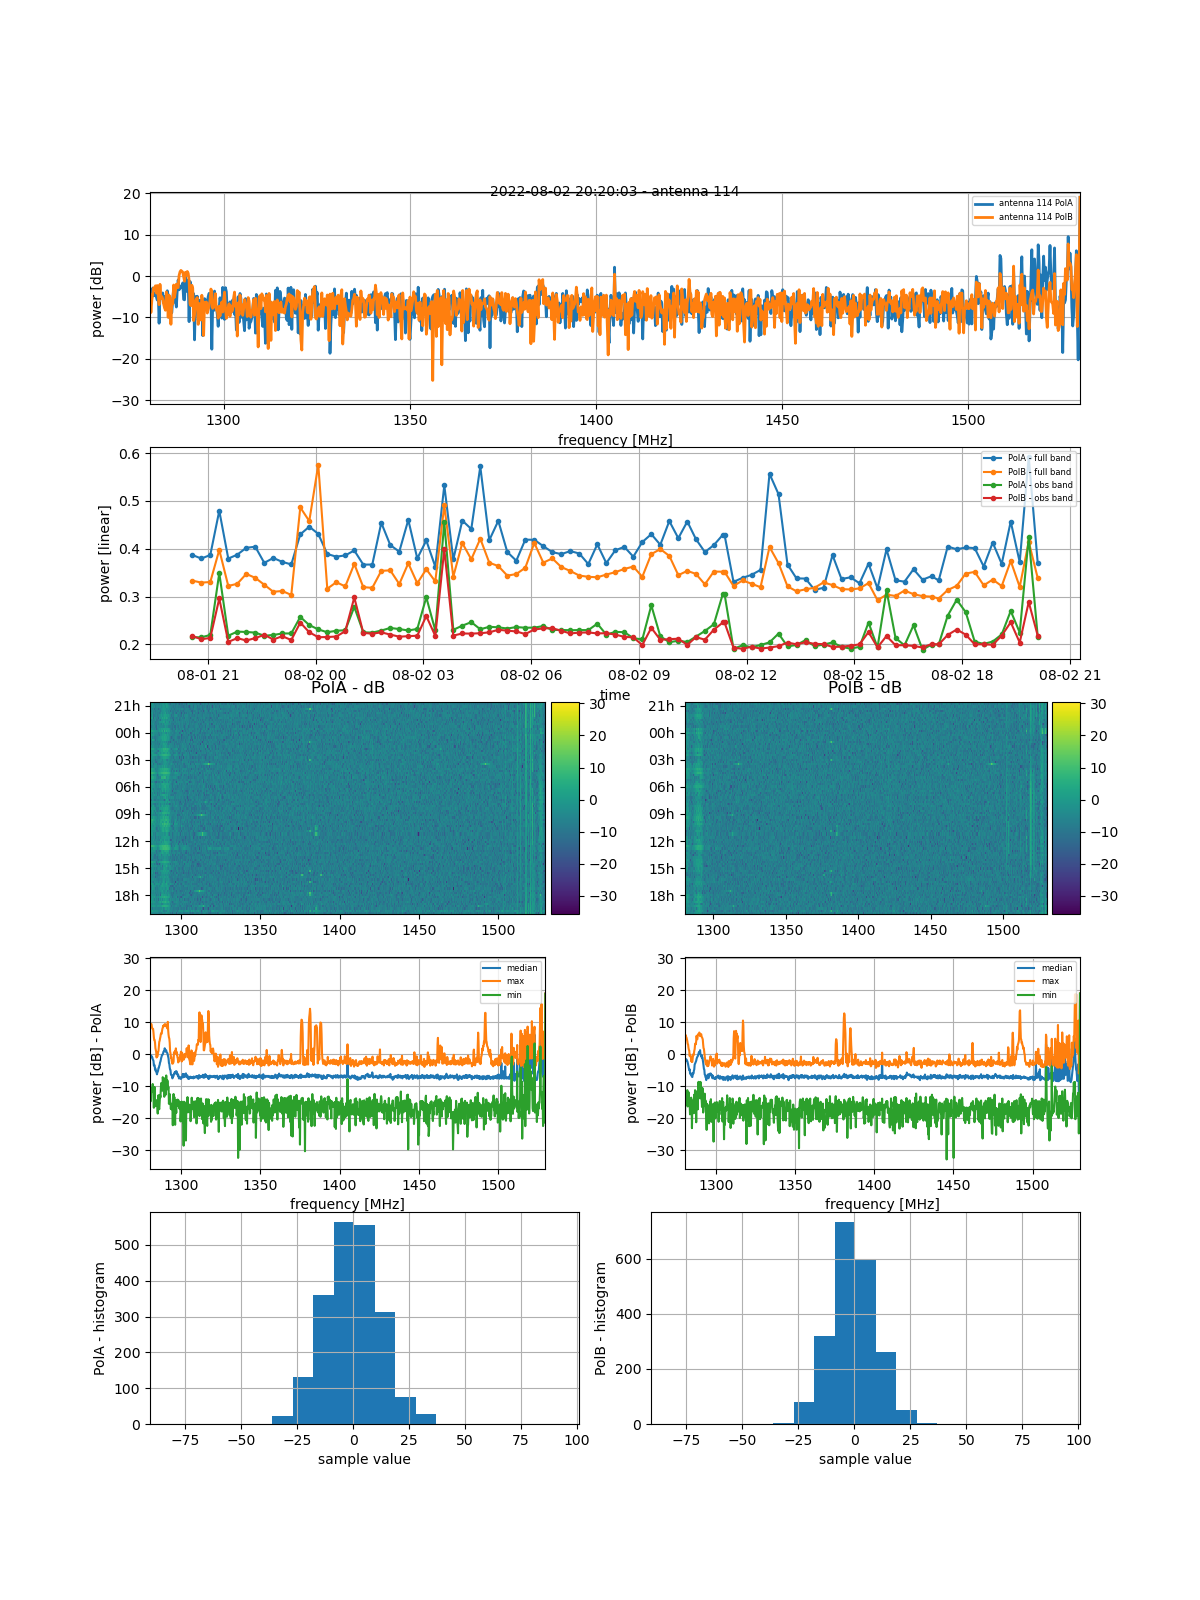 2022-08-02 20:20:03 - antenna 114
20
10
0
−10
−20
−30
power [dB]
antenna 114 PolA
antenna 114 PolB
1300
1350
1400
1450
1500
frequency [MHz]
0.6
0.5
0.4
0.3
0.2
power [linear]
PolA - full band
PolB - full band
PolA - obs band
PolB - obs band
08-01 21
08-02 00
08-02 03
08-02 06
08-02 09
08-02 12
08-02 15
08-02 18
08-02 21
time
PolA - dB
21h
00h
03h
06h
09h
12h
15h
18h
1300
1350
1400
1450
1500
30
20
10
0
−10
−20
−30
PolB - dB
21h
00h
03h
06h
09h
12h
15h
18h
1300
1350
1400
1450
1500
30
20
10
0
−10
−20
−30
30
20
10
0
−10
−20
−30
power [dB] - PolA
median
max
min
1300
1350
1400
1450
1500
frequency [MHz]
30
20
10
0
−10
−20
−30
power [dB] - PolB
median
max
min
1300
1350
1400
1450
1500
frequency [MHz]
500
400
300
200
100
0
PolA - histogram
−75
−50
−25
0
25
50
75
100
sample value
600
400
200
0
PolB - histogram
−75
−50
−25
0
25
50
75
100
sample value